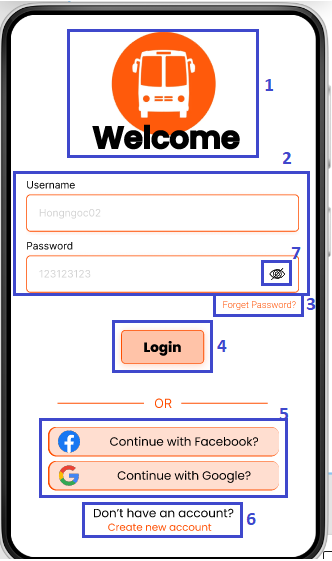 1
Welcome
2
Username
Hongngoc02
Password
7
123123123
Forget Password?
3
Login
4
OR
5
Continue with Facebook?
Continue with Google?
Don't have an account?
6
Create new account